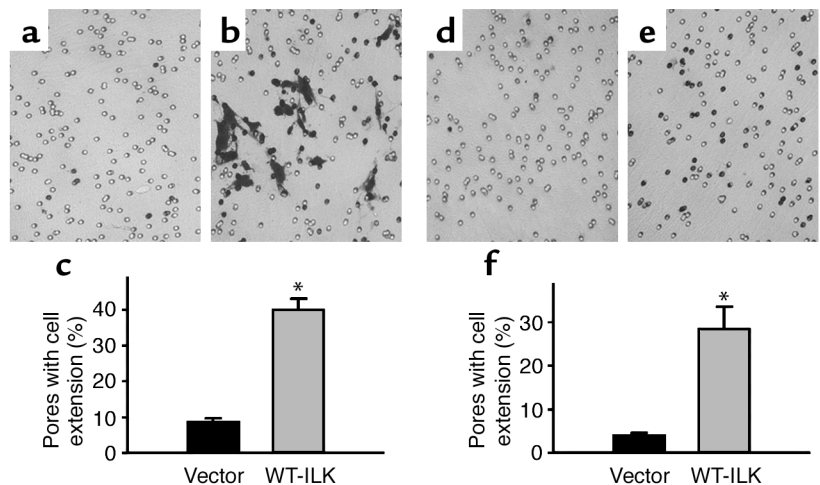 a
b
d
e
c
Pores with cell
extension (%)
40
30
20
10
0
*
Vector
WT-ILK
f
Pores with cell
extension (%)
30
20
10
0
*
Vector
WT-ILK